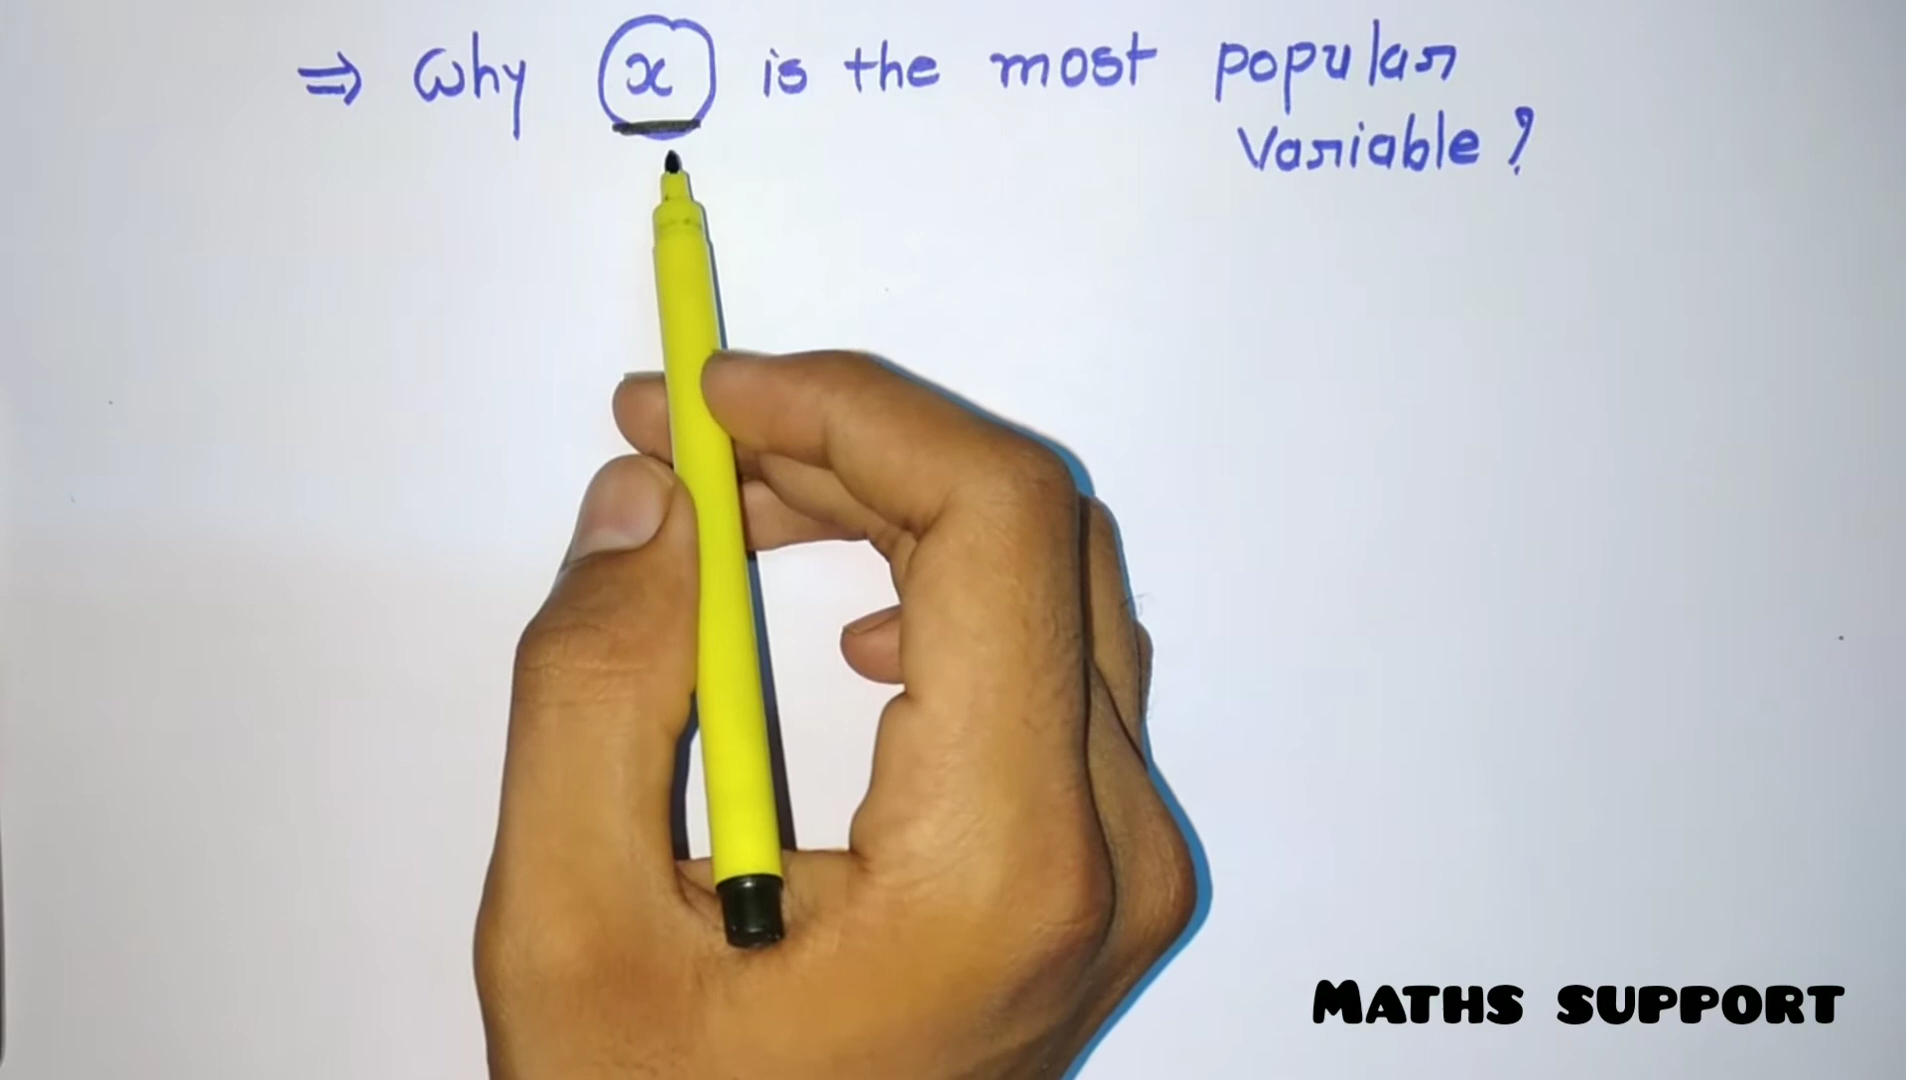 ⇒ Why x is the most popular
variable?
MATHS SUPPORT